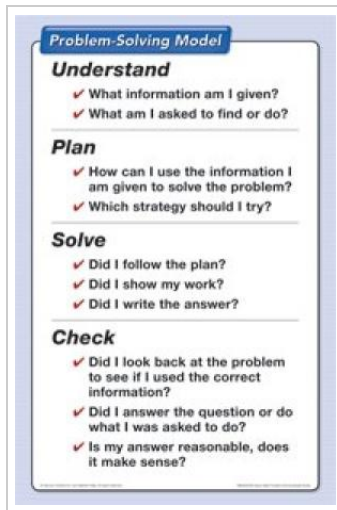 Problem-Solving Model
Understand
✔ What information am I given?
✔ What am I asked to find or do?
Plan
✔ How can I use the information I
am given to solve the problem?
✔ Which strategy should I try?
Solve
✔ Did I follow the plan?
✔ Did I show my work?
✔ Did I write the answer?
Check
✔ Did I look back at the problem
to see if I used the correct
information?
✔ Did I answer the question or do
what I was asked to do?
✔ Is my answer reasonable, does
it make sense?